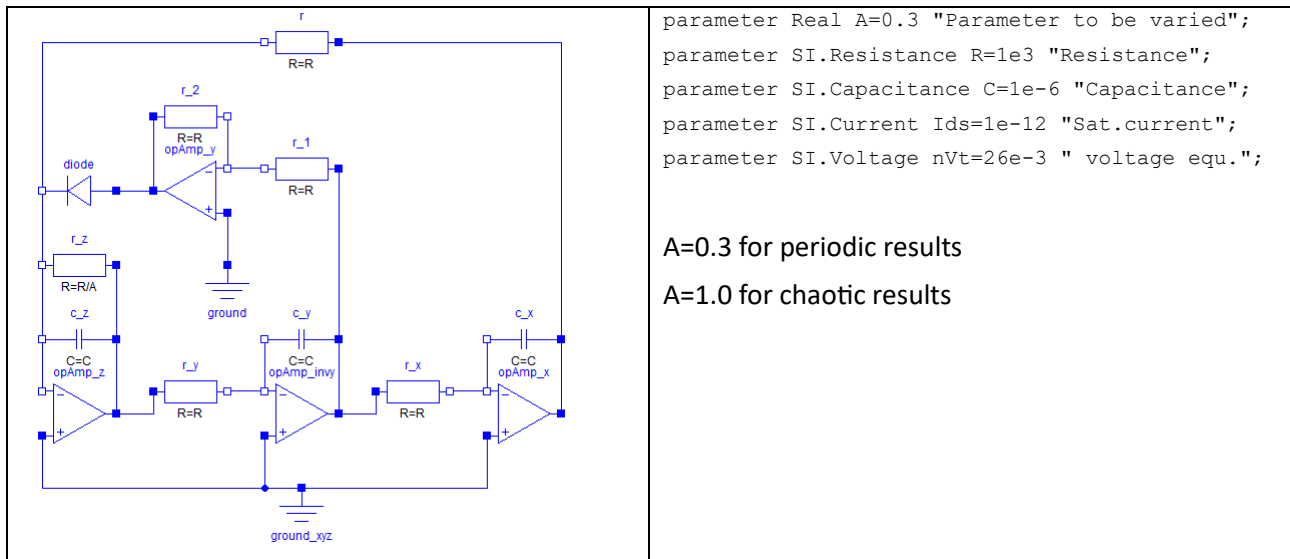 r
R=R
r_2
R=R
opAmp_y
r_1
R=R
diode
-
+
r_z
R=R/A
ground
c_z
C=C
opAmp_z
-
+
r_y
R=R
c_y
C=C
opAmp_invy
-
+
r_x
R=R
c_x
C=C
opAmp_x
-
+
ground_xyz
parameter Real A=0.3 "Parameter to be varied";
parameter SI.Resistance R=1e3 "Resistance";
parameter SI.Capacitance C=1e-6 "Capacitance";
parameter SI.Current Ids=1e-12 "Sat.current";
parameter SI.Voltage nVt=26e-3 " voltage equ.";
A=0.3 for periodic results
A=1.0 for chaotic results